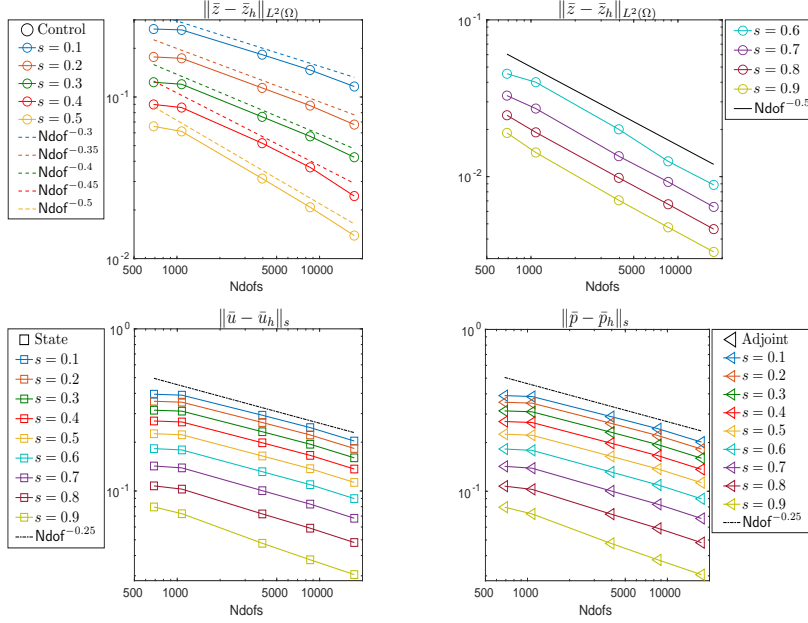 ‖z̄ − z̄_h‖_{L²(Ω)}
Control
s = 0.1
s = 0.2
s = 0.3
s = 0.4
s = 0.5
Ndof^{-0.3}
Ndof^{-0.35}
Ndof^{-0.4}
Ndof^{-0.45}
Ndof^{-0.5}
10^{-1}
10^{-2}
500 1000 5000 10000
Ndofs
‖z̄ − z̄_h‖_{L²(Ω)}
10^{-1}
10^{-2}
500 1000 5000 10000
Ndofs
s = 0.6
s = 0.7
s = 0.8
s = 0.9
Ndof^{-0.5}
‖ū − ū_h‖_s
State
s = 0.1
s = 0.2
s = 0.3
s = 0.4
s = 0.5
s = 0.6
s = 0.7
s = 0.8
s = 0.9
Ndof^{-0.25}
10^{0}
10^{-1}
500 1000 5000 10000
Ndofs
‖p̄ − p̄_h‖_s
10^{0}
10^{-1}
500 1000 5000 10000
Ndofs
Adjoint
s = 0.1
s = 0.2
s = 0.3
s = 0.4
s = 0.5
s = 0.6
s = 0.7
s = 0.8
s = 0.9
Ndof^{-0.25}